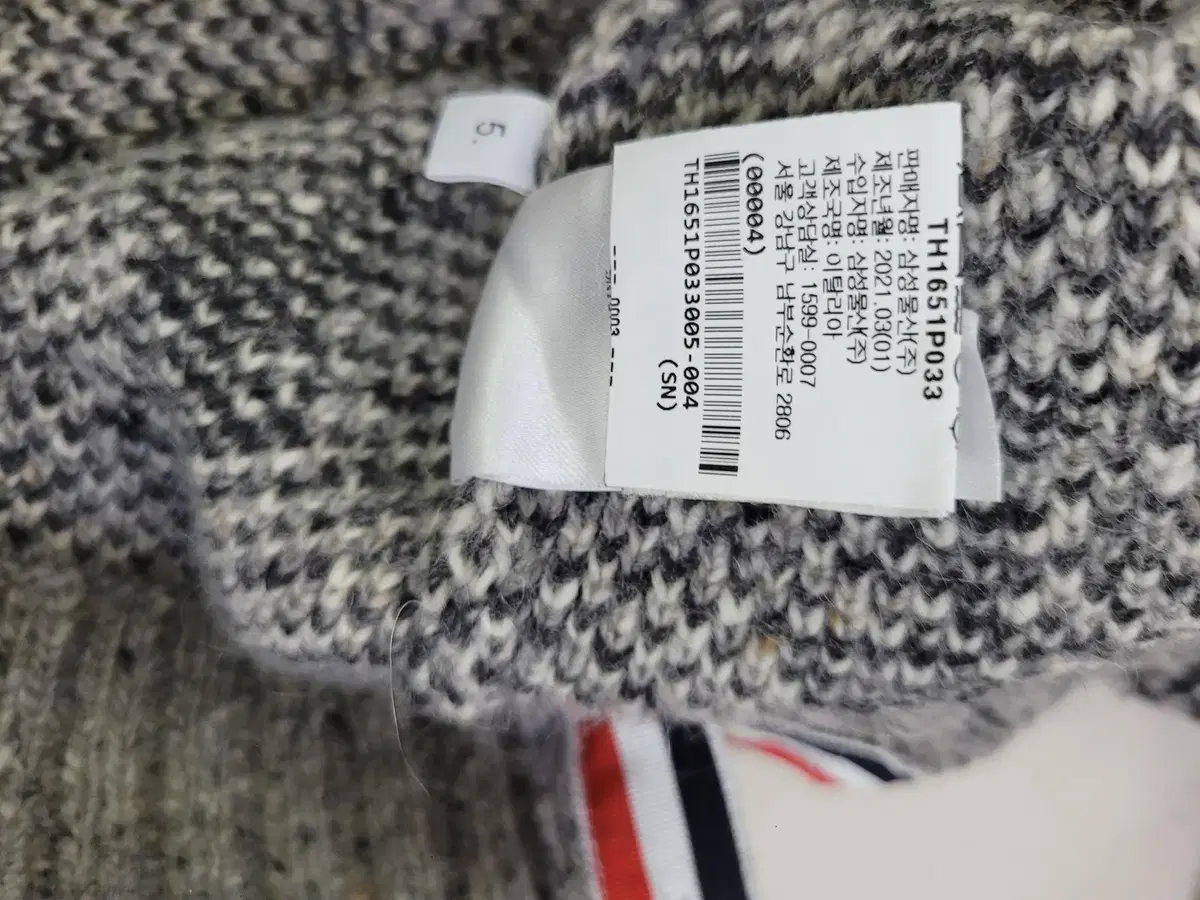 TH1651P033
판매자명: 삼성물산(주)
제조년월: 2021.03(01)
수입자명: 삼성물산(주)
제조국명: 이탈리아
고객상담실: 1599-0007
서울 강남구 남부순환로 2806
(00004)
TH1651P033005-004
(SN)
5.